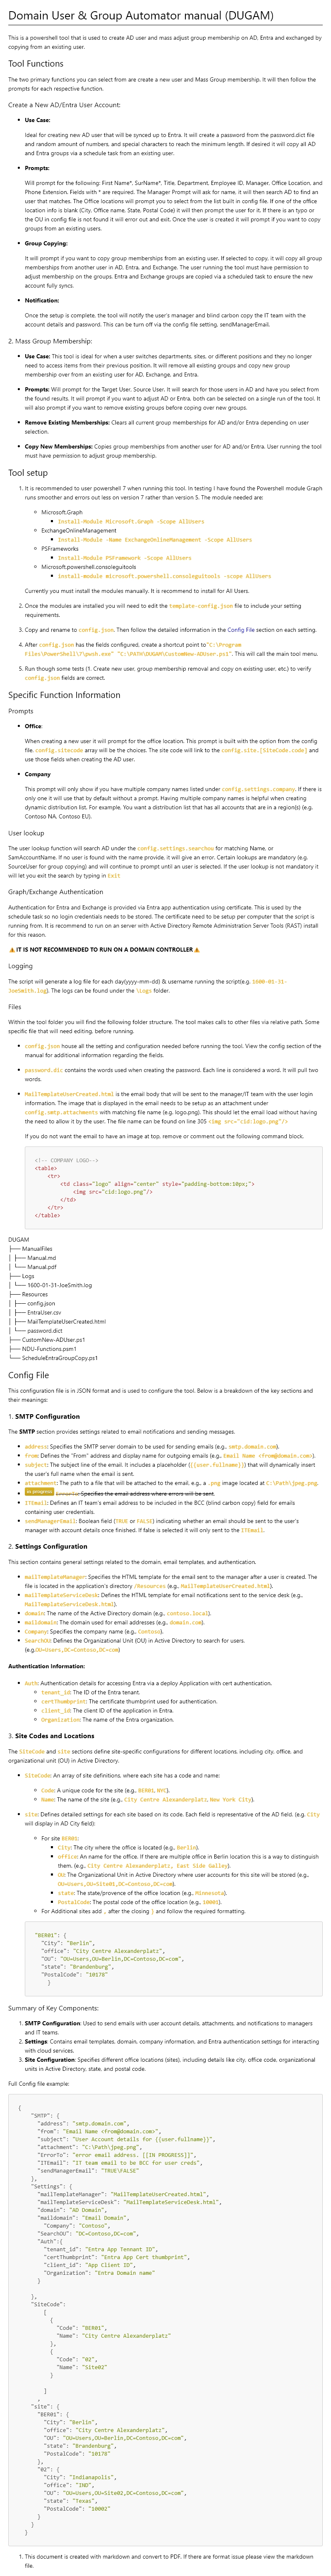 Domain User & Group Automator manual (DUGAM)
This is a powershell tool that is used to create AD user and mass adjust group membership on AD, Entra and Exchange by
copying from an existing user.
Tool Functions
The two primary functions you can select from are create a new user and Mass Group membership. It will then follow the
prompts for each respective function.
Create a New AD/Entra User Account:
• Use Case:
Ideal for creating new AD user that will be synced up to Entra. It will create a password from the password.dict file
and random amount of numbers, and special characters to reach the minimum length. If desired it will copy all AD
and Entra groups via a schedule task from an existing user.
• Prompts:
Will prompt for the following: First Name*, SurName*, Title, Department, Employee ID, Manager, Office Location, and
Phone Extension. Fields with * are required. The Manager Prompt will ask for name, it will then search AD to find an
user that matches. The Office locations will prompt you to select from the list built in config file. If one of the office
location info is blank (City, Office name, State, Postal Code) it will then prompt the user for it. If there is an typo or
the OU in config file is not found it will error out and exit. Once the user is created it will prompt if you want to copy
groups from an existing users.
• Group Copying:
It will prompt if you want to copy group memberships from an existing user. If selected to copy, it will copy all group
memberships from another user in AD, Entra, and Exchange. The user running the tool must have permission to
adjust membership on the groups. Entra and Exchange groups are copied via a scheduled task to ensure the new
account fully syncs.
• Notification:
Once the setup is complete, the tool will notify the user's manager and blind carbon copy the IT team with the
account details and password. This can be turn off via the config file setting, sendManagerEmail.
2. Mass Group Membership:
• Use Case: This tool is ideal for when a user switches departments, sites, or different positions and they no longer
need to access items from their previous position. It will remove all existing groups and copy new group
membership over from an existing user for AD, Exchange, and Entra.
• Prompts: Will prompt for the Target User, Source User. It will search for those users in AD and have you select from
the found results. It will prompt if you want to adjust AD or Entra, both can be selected on a single run of the tool. It
will also prompt if you want to remove existing groups before coping over new groups.
• Remove Existing Memberships: Clears all current group memberships for AD and/or Entra depending on user
selection.
• Copy New Memberships: Copies group memberships from another user for AD and/or Entra. User running the tool
must have permission to adjust group membership.
Tool setup
1. It is recommended to user powershell 7 when running this tool. In testing I have found the Powershell module Graph
runs smoother and errors out less on version 7 rather than version 5. The module needed are:
◦ Microsoft.Graph
▪ Install-Module Microsoft.Graph -Scope AllUsers
◦ ExchangeOnlineManagement
▪ Install-Module -Name ExchangeOnlineManagement -Scope AllUsers
◦ PSFrameworks
▪ Install-Module PSFramework -Scope AllUsers
◦ Microsoft.powershell.consoleguitools
▪ install-module microsoft.powershell.consoleguitools -scope AllUsers
Currently you must install the modules manually. It is recommend to install for All Users.
2. Once the modules are installed you will need to edit the template-config.json file to include your setting
requirements.
3. Copy and rename to config.json. Then follow the detailed information the Config File section on each setting.
4. After config.json has the fields configured, create a shortcut point to "C:\Program
Files\PowerShell\7\pwsh.exe" "C:\PATH\DUGAM\CustomNew-ADUser.ps1". This will call the main tool menu.
5. Run though some tests (1. Create new user, group membership removal and copy on existing user, etc.) to verify
config.json fields are correct.
Specific Function Information
Prompts
• Office:
When creating a new user it will prompt for the office location. This prompt is built with the option from the config
file. config.sitecode array will be the choices. The site code will link to the config.site.[SiteCode.code] and
use those fields when creating the AD user.
• Company
This prompt will only show if you have multiple company names listed under config.settings.company. If there is
only one it will use that by default without a prompt. Having multiple company names is helpful when creating
dynamic distribution list. For example. You want a distribution list that has all accounts that are in a region(s) (e.g.
Contoso NA, Contoso EU).
User lookup
The user lookup function will search AD under the config.settings.searchou for matching Name, or
SamAccountName. If no user is found with the name provide, it will give an error. Certain lookups are mandatory (e.g.
SourceUser for group copying) and will continue to prompt until an user is selected. If the when user lookup is mandatory it
will let you exit the search by typing in Exit
Graph/Exchange Authentication
Authentication for Entra and Exchange is provided via Entra app authentication using certificate. This is used by the
schedule task so no login credentials has to be stored. The certificate need to be setup per computer that the script is
running from. It is recommend to run on an server with Active Directory Remote Administration Server Tools (RAST) install
for this reason.
⚠️IT IS NOT RECOMMENDED TO RUN ON A DOMAIN CONTROLLER⚠️
Logging
The script will generate a log file for each day(yyyy-mm-dd) & username running the script(e.g. 1600-01-31-
JoeSmith.log). The logs can be found under the \Logs folder.
Files
Within the tool folder you will find the following folder structure. The tool makes calls to other files via relative path. Some
specific file that will need editing, before running.
• config.json house all the setting and configuration needed before running the tool. View the config section of the
manual for additional information regarding the fields.
• password.dic contains the words used when creating the password. Each line is considered a word. It will pull two
words.
• MailTemplateUserCreated.html is the email body that will be sent to the manager/IT team with the user login
information. The image that is displayed in the email needs to be setup as an attachment under
config.smtp.attachments with matching file name (e.g. logo.png). This should let the email load without having
the need to allow it by the user. The file name can be found on line 305 <img src="cid:logo.png"/>
If you do not want the email to have an image at top, remove or comment out the following command block.
<!-- COMPANY LOGO-->
<table>
<tr>
<td class="logo" align="center" style="padding-bottom:10px;">
<img src="cid:logo.png"/>
</td>
</tr>
</table>
DUGAM
├── ManualFiles
│ ├── Manual.md
│ └── Manual.pdf
├── Logs
│ └── 1600-01-31-JoeSmith.log
├── Resources
│ ├── config.json
│ ├── EntraUser.csv
│ ├── MailTemplateUserCreated.html
│ └── password.dict
├── CustomNew-ADUser.ps1
├── NDU-Functions.psm1
└── ScheduleEntraGroupCopy.ps1
Config File
This configuration file is in JSON format and is used to configure the tool. Below is a breakdown of the key sections and
their meanings:
1. SMTP Configuration
The SMTP section provides settings related to email notifications and sending messages.
• address: Specifies the SMTP server domain to be used for sending emails (e.g., smtp.domain.com).
• from: Defines the "From" address and display name for outgoing emails (e.g., Email Name <from@domain.com>).
• subject: The subject line of the email. It includes a placeholder ({{user.fullname}}) that will dynamically insert
the user's full name when the email is sent.
• attachment: The path to a file that will be attached to the email, e.g., a .png image located at C:\Path\jpeg.png.
• IN PROGRESS ErrorTo: Specifies the email address where errors will be sent.
• ITEmail: Defines an IT team's email address to be included in the BCC (blind carbon copy) field for emails
containing user credentials.
• sendManagerEmail: Boolean field (TRUE or FALSE) indicating whether an email should be sent to the user's
manager with account details once finished. If false is selected it will only sent to the ITEmail.
2. Settings Configuration
This section contains general settings related to the domain, email templates, and authentication.
• mailTemplateManager: Specifies the HTML template for the email sent to the manager after a user is created. The
file is located in the application's directory /Resources (e.g., MailTemplateUserCreated.html).
• mailTemplateServiceDesk: Defines the HTML template for email notifications sent to the service desk (e.g.,
MailTemplateServiceDesk.html).
• domain: The name of the Active Directory domain (e.g., contoso.local).
• maildomain: The domain used for email addresses (e.g., domain.com).
• Company: Specifies the company name (e.g., Contoso).
• SearchOU: Defines the Organizational Unit (OU) in Active Directory to search for users.
(e.g.OU=Users,DC=Contoso,DC=com)
Authentication Information:
• Auth: Authentication details for accessing Entra via a deploy Application with cert authentication.
◦ tenant_id: The ID of the Entra tenant.
◦ certThumbprint: The certificate thumbprint used for authentication.
◦ client_id: The client ID of the application in Entra.
◦ Organization: The name of the Entra organization.
3. Site Codes and Locations
The SiteCode and site sections define site-specific configurations for different locations, including city, office, and
organizational unit (OU) in Active Directory.
• SiteCode: An array of site definitions, where each site has a code and name:
◦ Code: A unique code for the site (e.g., BER01, NYC).
◦ Name: The name of the site (e.g., City Centre Alexanderplatz, New York City).
• site: Defines detailed settings for each site based on its code. Each field is representative of the AD field. (e.g. City
will display in AD City field):
◦ For site BER01:
▪ City: The city where the office is located (e.g., Berlin).
▪ office: An name for the office. If there are multiple office in Berlin location this is a way to distinguish
them. (e.g., City Centre Alexanderplatz, East Side Galley).
▪ OU: The Organizational Unit in Active Directory where user accounts for this site will be stored (e.g.,
OU=Users,OU=Site01,DC=Contoso,DC=com).
▪ state: The state/province of the office location (e.g., Minnesota).
▪ PostalCode: The postal code of the office location (e.g., 10001).
◦ For Additional sites add , after the closing } and follow the required formatting.
"BER01": {
"City": "Berlin",
"office": "City Centre Alexanderplatz",
"OU": "OU=Users,OU=Berlin,DC=Contoso,DC=com",
"state": "Brandenburg",
"PostalCode": "10178"
}
Summary of Key Components:
1. SMTP Configuration: Used to send emails with user account details, attachments, and notifications to managers
and IT teams.
2. Settings: Contains email templates, domain, company information, and Entra authentication settings for interacting
with cloud services.
3. Site Configuration: Specifies different office locations (sites), including details like city, office code, organizational
units in Active Directory, state, and postal code.
Full Config file example:
{
"SMTP": {
"address": "smtp.domain.com",
"from": "Email Name <from@domain.com>",
"subject": "User Account details for {{user.fullname}}",
"attachment": "C:\Path\jpeg.png",
"ErrorTo": "error email address. [[IN PROGRESS]]",
"ITEmail": "IT team email to be BCC for user creds",
"sendManagerEmail": "TRUE\FALSE"
},
"Settings": {
"mailTemplateManager": "MailTemplateUserCreated.html",
"mailTemplateServiceDesk": "MailTemplateServiceDesk.html",
"domain": "AD Domain",
"maildomain": "Email Domain",
"Company": "Contoso",
"SearchOU": "DC=Contoso,DC=com",
"Auth":{
"tenant_id": "Entra App Tennant ID",
"certThumbprint": "Entra App Cert thumbprint",
"client_id": "App Client ID",
"Organization": "Entra Domain name"
}
},
"SiteCode":
[
{
"Code": "BER01",
"Name": "City Centre Alexanderplatz"
},
{
"Code": "02",
"Name": "Site02"
}
]
,
"site": {
"BER01": {
"City": "Berlin",
"office": "City Centre Alexanderplatz",
"OU": "OU=Users,OU=Berlin,DC=Contoso,DC=com",
"state": "Brandenburg",
"PostalCode": "10178"
},
"02": {
"City": "Indianapolis",
"office": "IND",
"OU": "OU=Users,OU=Site02,DC=Contoso,DC=com",
"state": "Texas",
"PostalCode": "10002"
}
}
}
1. This document is created with markdown and convert to PDF. If there are format issue please view the markdown
file.